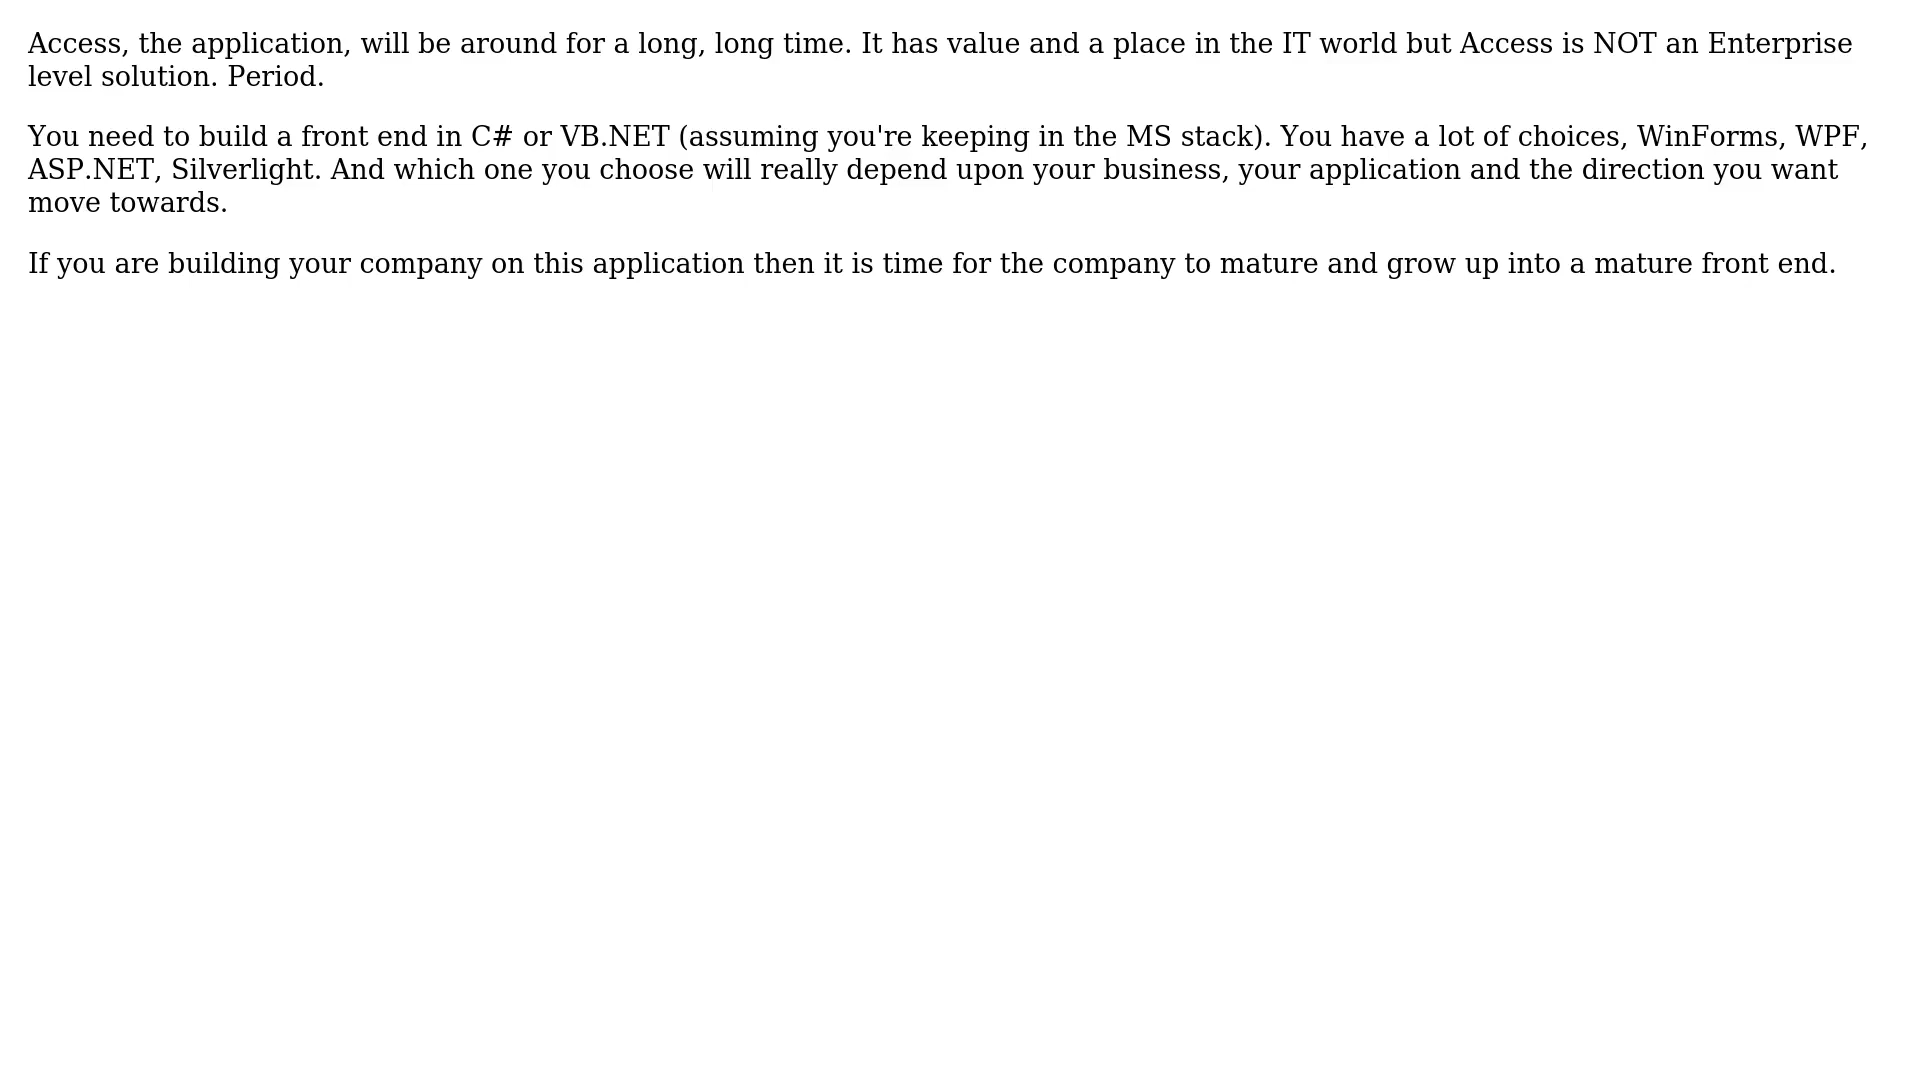 Access, the application, will be around for a long, long time. It has value and a place in the IT world but Access is NOT an Enterprise
level solution. Period.
You need to build a front end in C# or VB.NET (assuming you're keeping in the MS stack). You have a lot of choices, WinForms, WPF,
ASP.NET, Silverlight. And which one you choose will really depend upon your business, your application and the direction you want
move towards.
If you are building your company on this application then it is time for the company to mature and grow up into a mature front end.